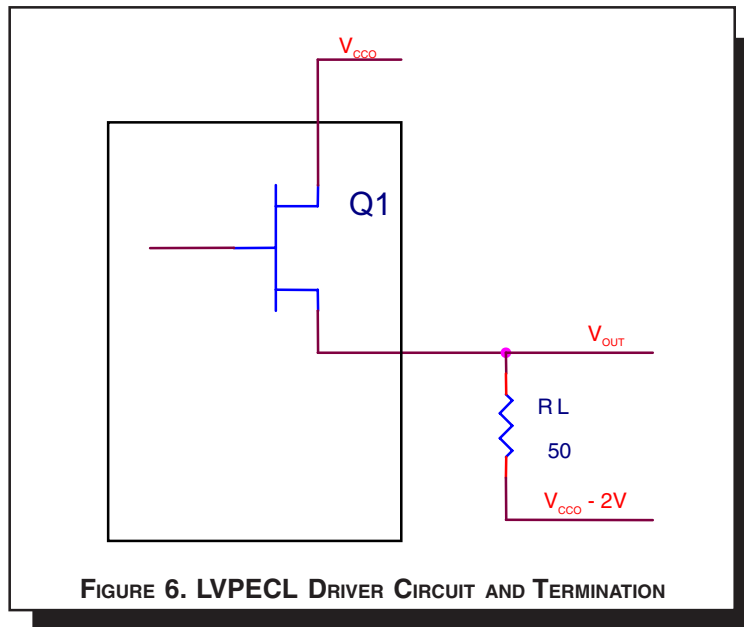 VCCO
Q1
VOUT
RL
50
VCCO - 2V
FIGURE 6. LVPECL DRIVER CIRCUIT AND TERMINATION